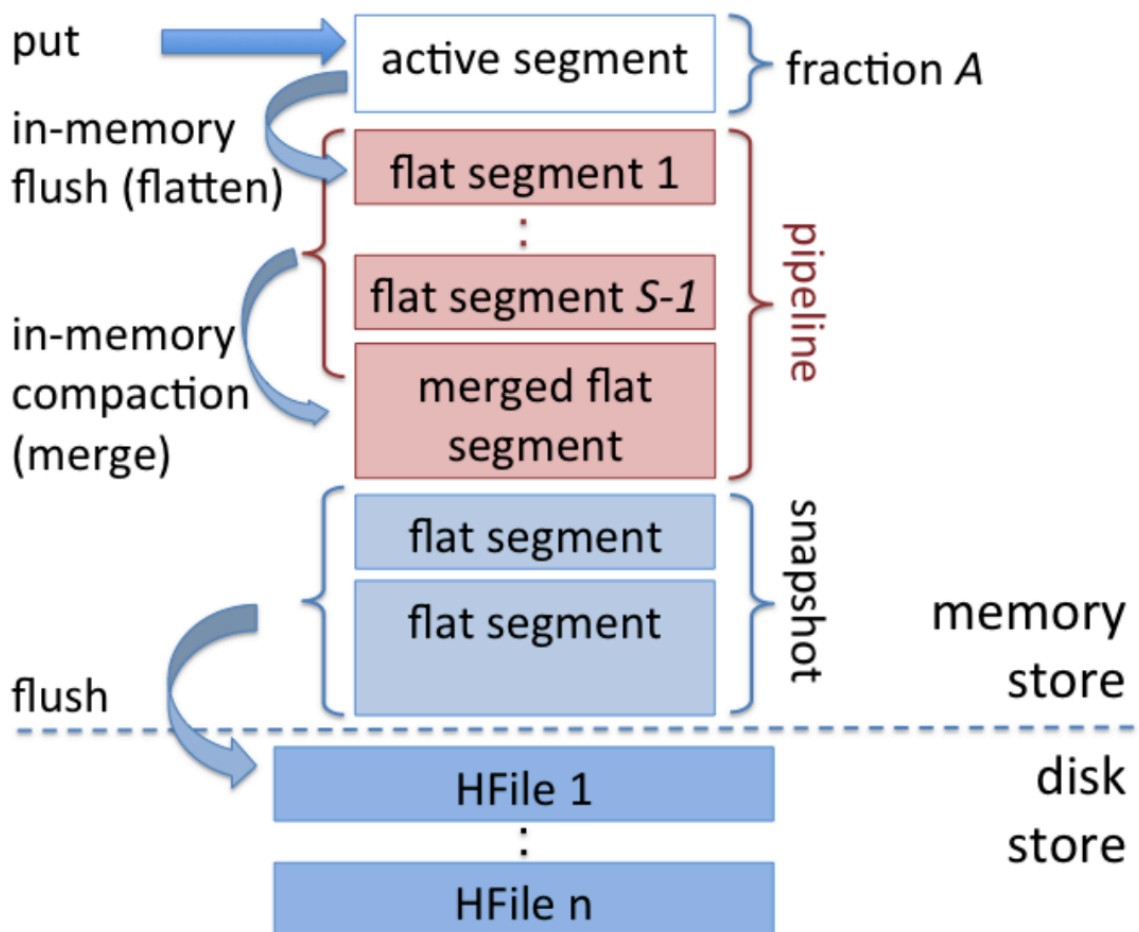 put
active segment
fraction A
in-memory
flush (flatten)
flat segment 1
:
flat segment S-1
pipeline
in-memory
compaction
(merge)
merged flat
segment
flat segment
flat segment
snapshot
memory
store
flush
HFile 1
:
HFile n
disk
store